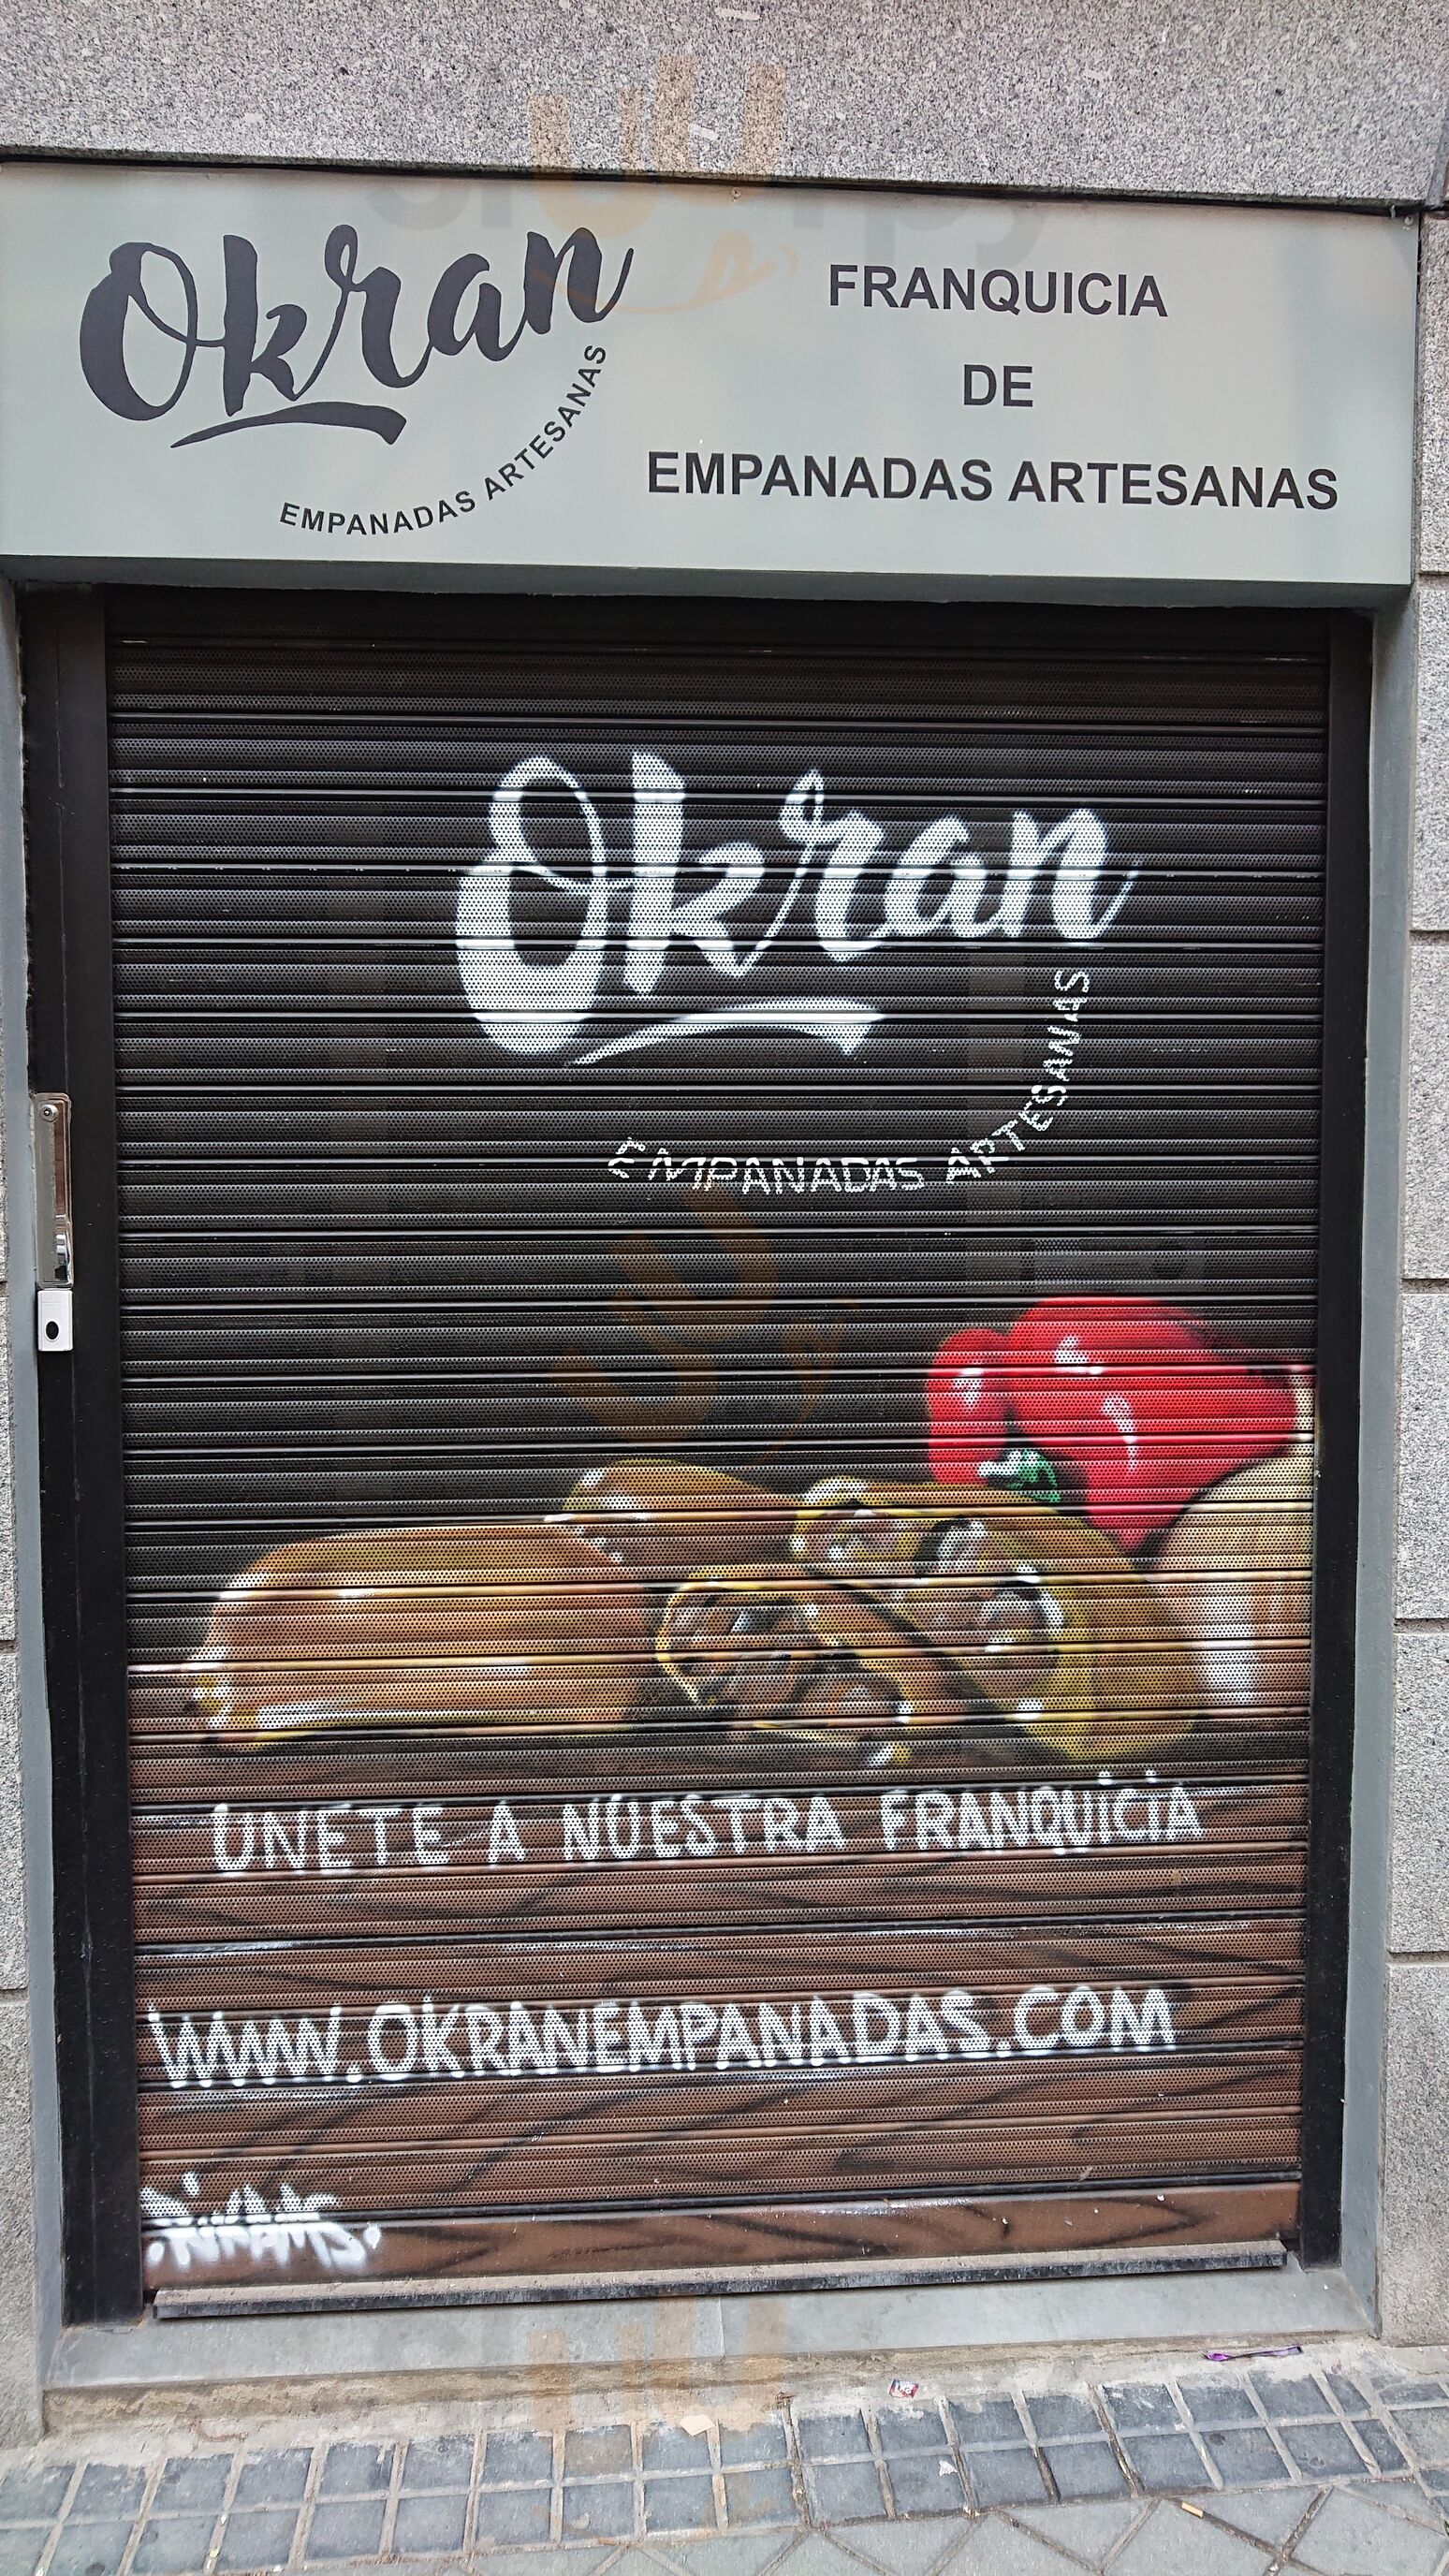 Okran
EMPANADAS ARTESANAS
FRANQUICIA
DE
EMPANADAS ARTESANAS
Okran
EMPANADAS ARTESANAS
UNETE A NUESTRA FRANQUICIA
WWW.OKRANEMPANADAS.COM